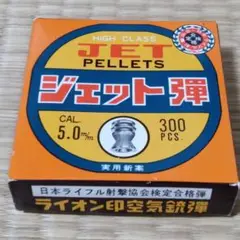 HIGH CLASS
JET
PELLETS
ジェット彈
CAL.
5.0m/m
300
PCS.
実用新案
日本ライフル射撃協会検定合格弾
ライオン印空気銃弾